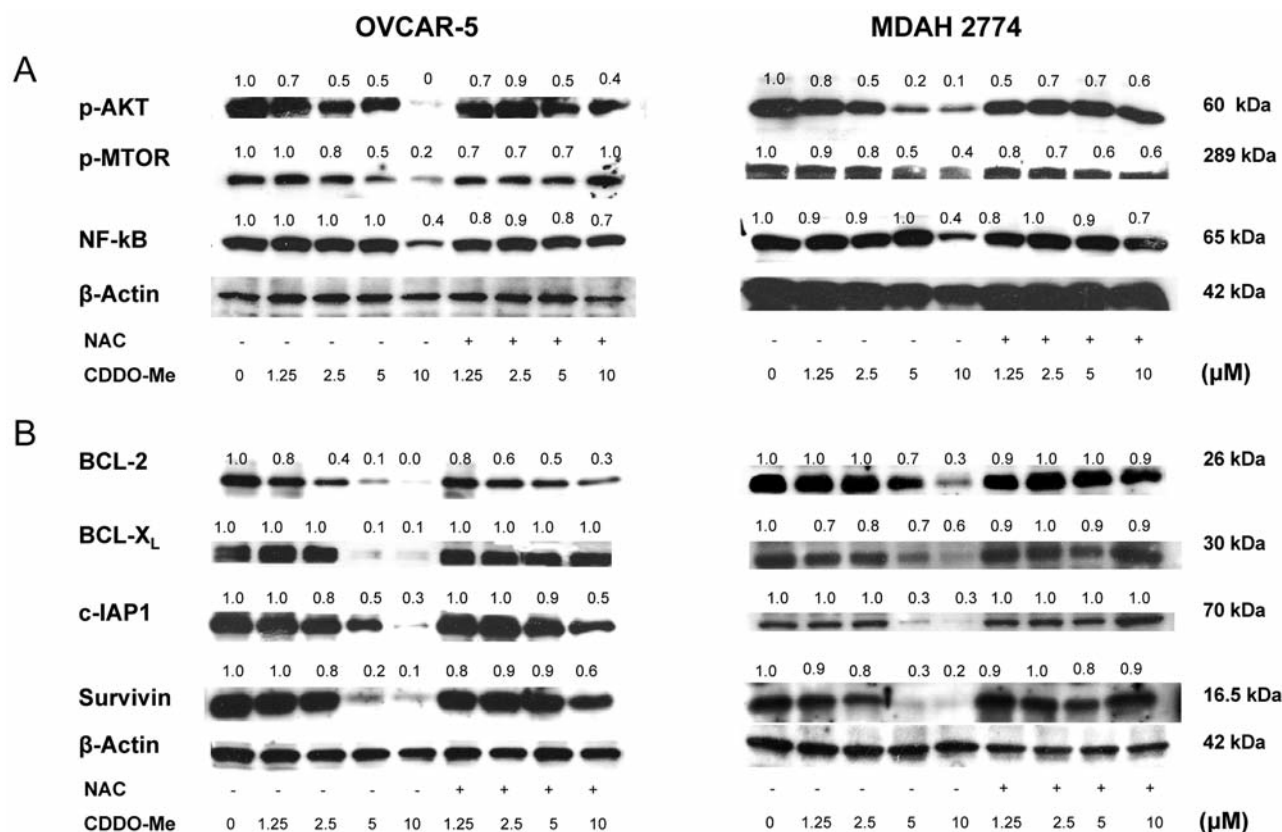 OVCAR-5 MDAH 2774
A
1.0 0.7 0.5 0.5 0 0.7 0.9 0.5 0.4 1.0 0.8 0.5 0.2 0.1 0.5 0.7 0.7 0.6
p-AKT 60 kDa
p-MTOR 1.0 1.0 0.8 0.5 0.2 0.7 0.7 0.7 1.0 1.0 0.9 0.8 0.5 0.4 0.8 0.7 0.6 0.6 289 kDa
1.0 1.0 1.0 1.0 0.4 0.8 0.9 0.8 0.7 1.0 0.9 0.9 1.0 0.4 0.8 1.0 0.9 0.7
NF-kB 65 kDa
β-Actin 42 kDa
NAC - - - - - + + + + - - - - - + + + +
CDDO-Me 0 1.25 2.5 5 10 1.25 2.5 5 10 0 1.25 2.5 5 10 1.25 2.5 5 10 (µM)
B
BCL-2 1.0 0.8 0.4 0.1 0.0 0.8 0.6 0.5 0.3 1.0 1.0 1.0 0.7 0.3 0.9 1.0 1.0 0.9 26 kDa
BCL-XL 1.0 1.0 1.0 0.1 0.1 1.0 1.0 1.0 1.0 1.0 0.7 0.8 0.7 0.6 0.9 1.0 0.9 0.9 30 kDa
c-IAP1 1.0 1.0 0.8 0.5 0.3 1.0 1.0 0.9 0.5 1.0 1.0 1.0 0.3 0.3 1.0 1.0 1.0 1.0 70 kDa
1.0 1.0 0.8 0.2 0.1 0.8 0.9 0.9 0.6 1.0 0.9 0.8 0.3 0.2 0.9 1.0 0.8 0.9
Survivin 16.5 kDa
β-Actin 42 kDa
NAC - - - - - + + + + - - - - - + + + +
CDDO-Me 0 1.25 2.5 5 10 1.25 2.5 5 10 0 1.25 2.5 5 10 1.25 2.5 5 10 (µM)